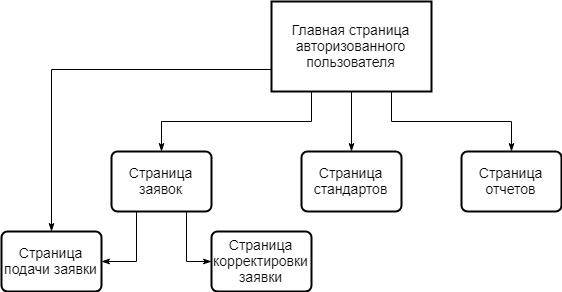 Главная страница
авторизованного
пользователя
Страница
заявок
Страница
стандартов
Страница
отчетов
Страница
подачи заявки
Страница
корректировки
заявки